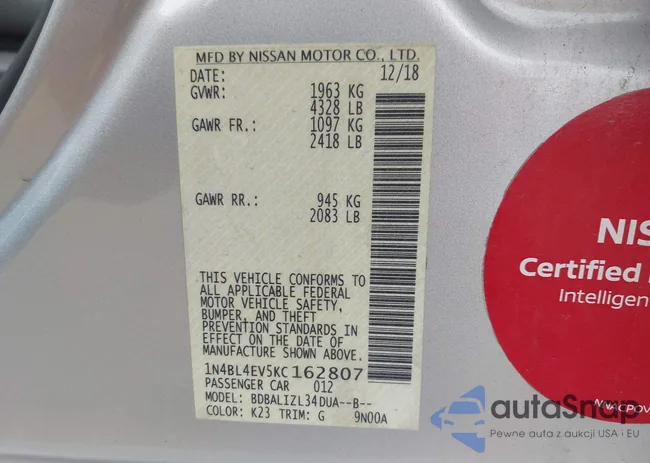 MFD BY NISSAN MOTOR CO., LTD.
DATE: 12/18
GVWR: 1963 KG
4328 LB
GAWR FR.: 1097 KG
2418 LB
GAWR RR.: 945 KG
2083 LB
THIS VEHICLE CONFORMS TO
ALL APPLICABLE FEDERAL
MOTOR VEHICLE SAFETY,
BUMPER, AND THEFT
PREVENTION STANDARDS IN
EFFECT ON THE DATE OF
MANUFACTURE SHOWN ABOVE.
1N4BL4EV5KC162807
PASSENGER CAR 012
MODEL: BDBALIZL34DUA--B--
COLOR: K23 TRIM: G 9N00A
NIS
Certified
Intelligen
autoSnap
Pewne auta z aukcji USA i EU